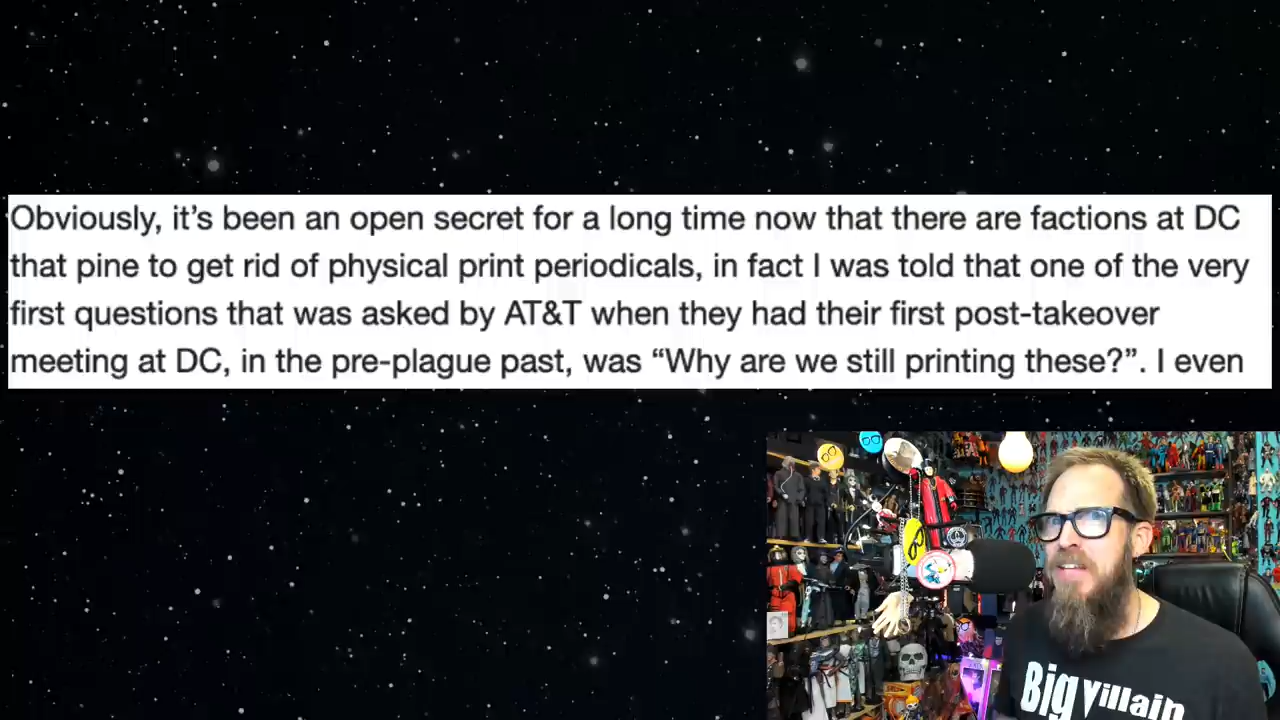 Obviously, it’s been an open secret for a long time now that there are factions at DC
that pine to get rid of physical print periodicals, in fact I was told that one of the very
first questions that was asked by AT&T when they had their first post-takeover
meeting at DC, in the pre-plague past, was “Why are we still printing these?”. I even
Big Villain